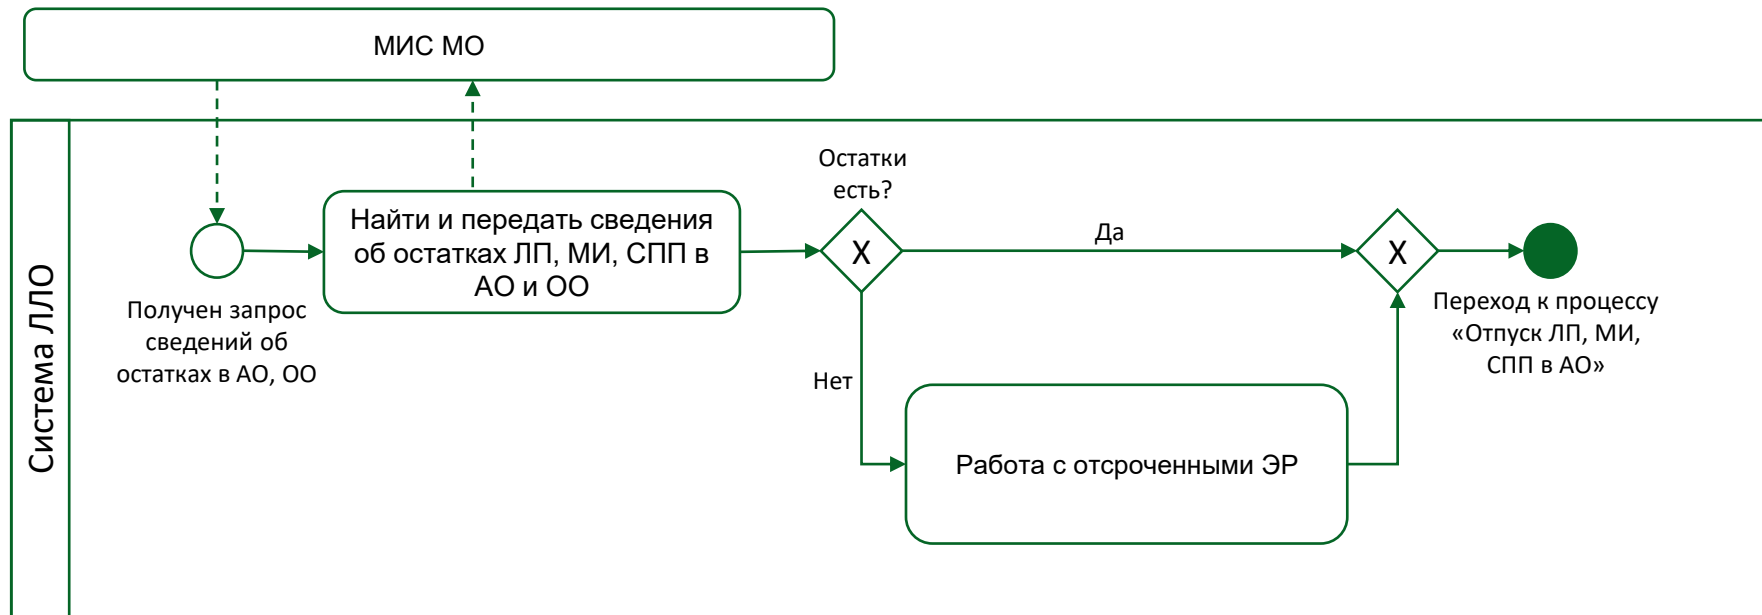 МИС МО
Система ЛЛО
Получен запрос
сведений об
остатках в АО, ОО
Найти и передать сведения
об остатках ЛП, МИ, СПП в
АО и ОО
Остатки
есть?
X
Да
Нет
Работа с отсроченными ЭР
X
Переход к процессу
«Отпуск ЛП, МИ,
СПП в АО»